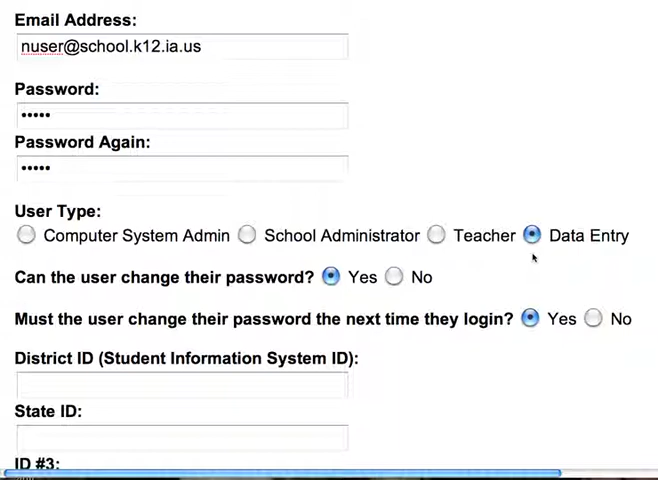 Email Address:
nuser@school.k12.ia.us
Password:
•••••
Password Again:
•••••
User Type:
Computer System Admin School Administrator Teacher Data Entry
Can the user change their password? Yes No
Must the user change their password the next time they login? Yes No
District ID (Student Information System ID):
State ID:
ID #3: